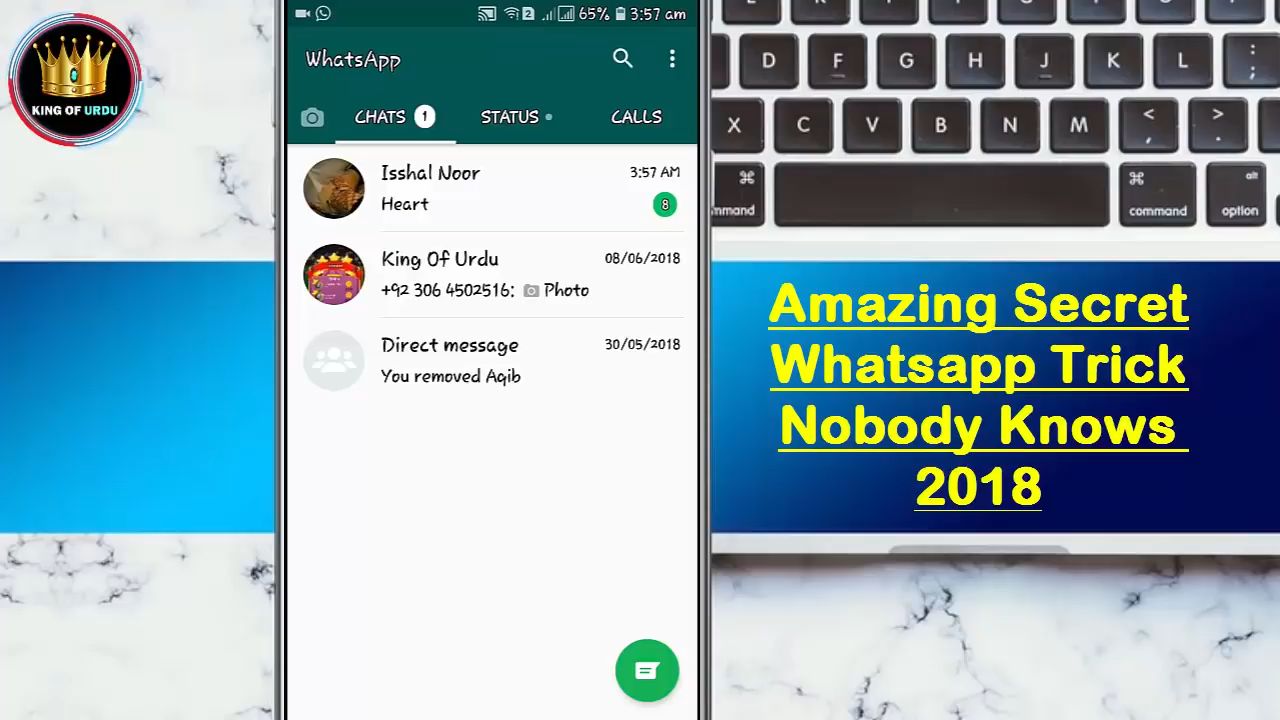 KING OF URDU
2 65% 3:57 am
WhatsApp
CHATS 1 STATUS CALLS
Isshal Noor 3:57 AM
Heart 8
King Of Urdu 08/06/2018
+92 306 4502516: Photo
Direct message 30/05/2018
You removed Aqib
Amazing Secret
Whatsapp Trick
Nobody Knows
2018
D F G H J K L : ;
X C V B N M < , > .
mmand ⌘ ⌘ command alt option